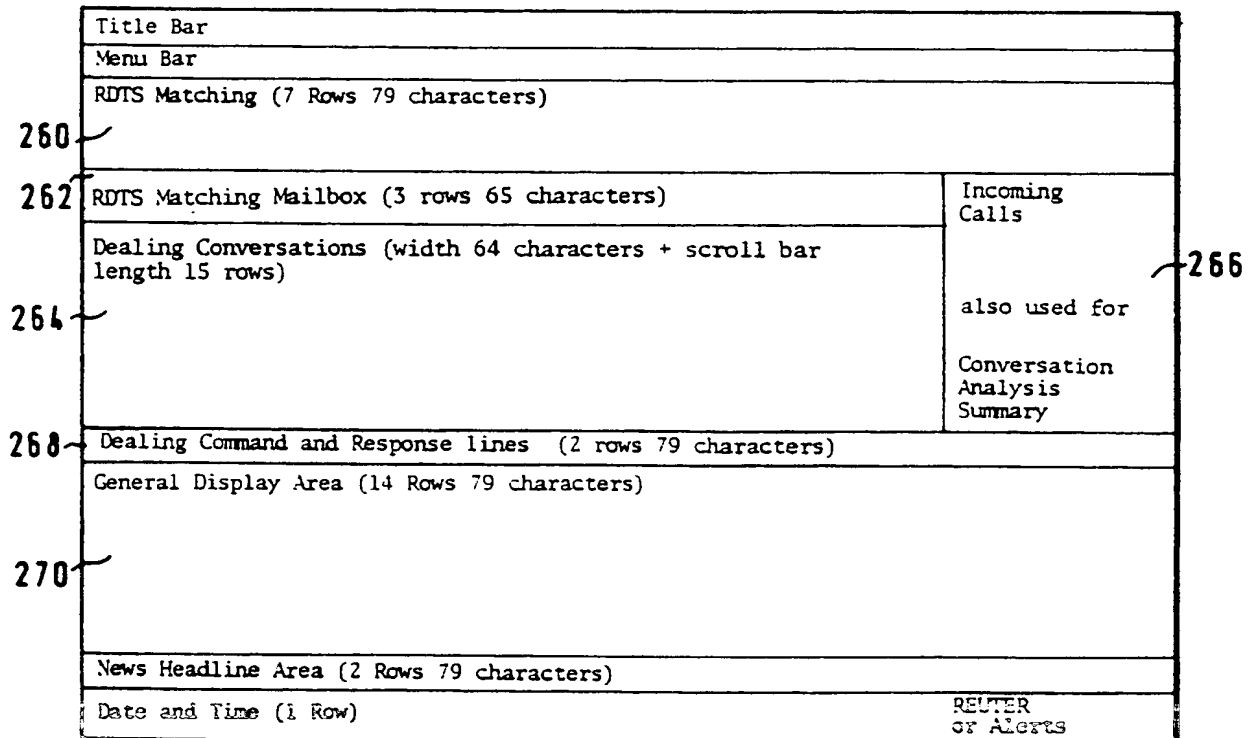 Title Bar
Menu Bar
RDTS Matching (7 Rows 79 characters)
260
262
RDTS Matching Mailbox (3 rows 65 characters)
Incoming
Calls
Dealing Conversations (width 64 characters + scroll bar
length 15 rows)
266
264
also used for
Conversation
Analysis
Summary
268
Dealing Command and Response lines (2 rows 79 characters)
General Display Area (14 Rows 79 characters)
270
News Headline Area (2 Rows 79 characters)
Date and Time (1 Row)
REUTER
or Alerts